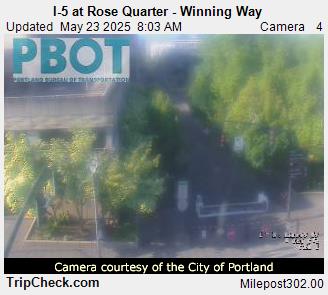 I-5 at Rose Quarter - Winning Way
Updated May 23 2025 8:03 AM Camera 4
PBOT
PORTLAND BUREAU OF TRANSPORTATION
Camera courtesy of the City of Portland
TripCheck.com Milepost302.00